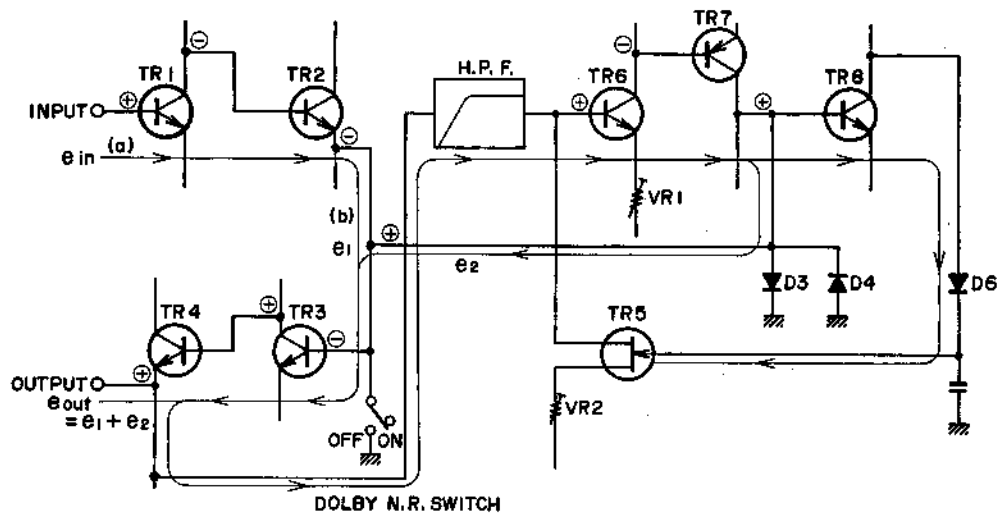 TR7
H.P.F.
TR1
TR2
TR6
TR8
INPUT
e in (a)
VR1
(b)
e1
e2
D3
D4
D6
TR4
TR3
TR5
OUTPUT
eout
=e1+e2
VR2
OFF
ON
DOLBY N.R. SWITCH